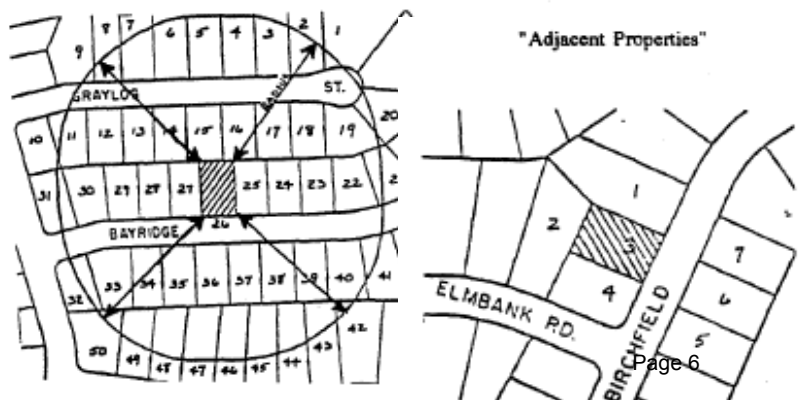 8 7 6 5 4 3 2 1
9
GRAYLOG ST.
RADIUS
20
10 11 12 13 14 15 16 17 18 19
31 30 29 28 27 25 24 23 22
26
BAYRIDGE
32 33 34 35 36 37 38 39 40 41
42
50 49 48 47 46 45 44 43
"Adjacent Properties"
1
2 3
4
7
6
5
ELMBANK RD.
BIRCHFIELD
Page 6